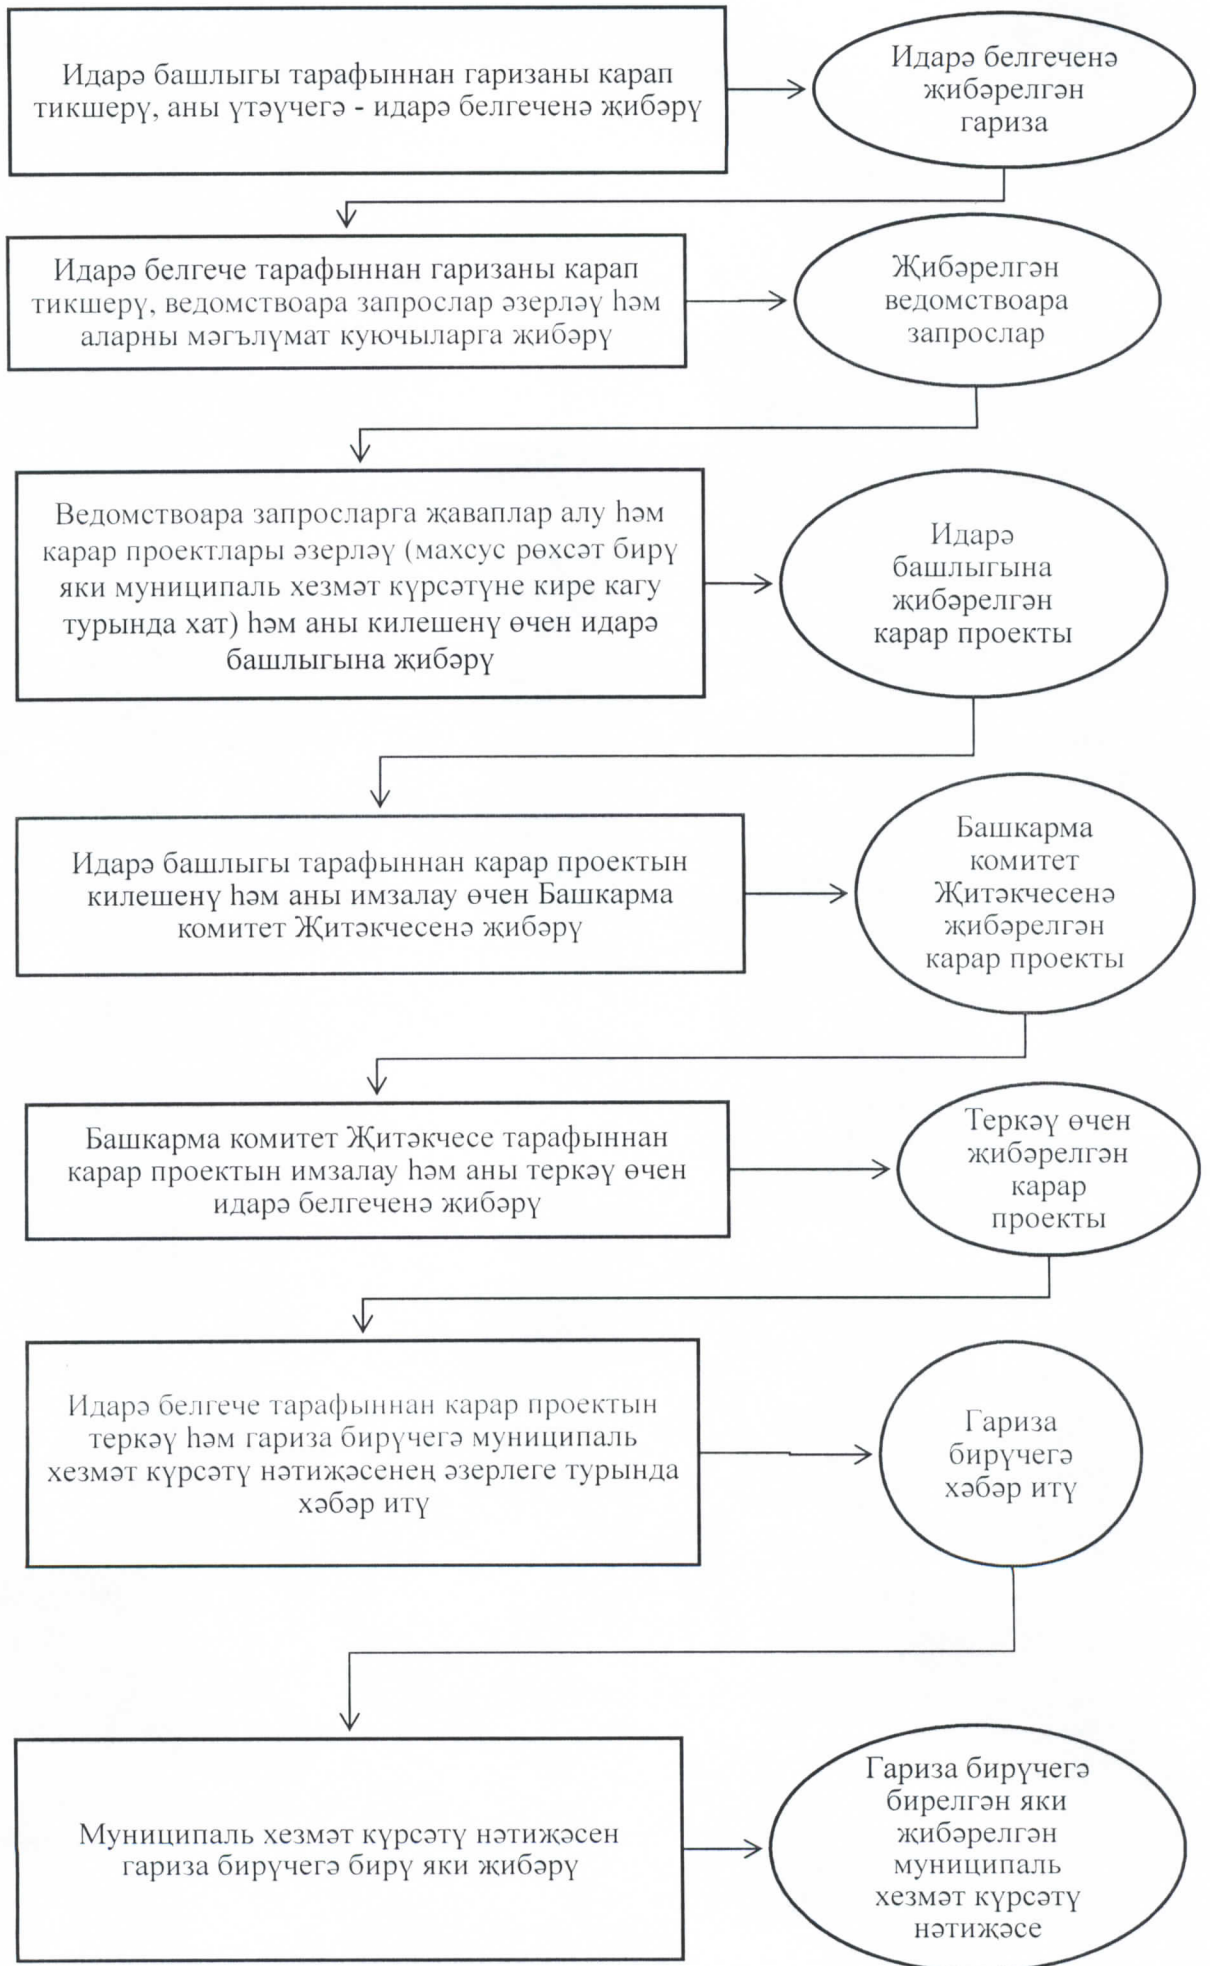 Идарә башлыгы тарафыннан гаризаны карап
тикшерү, аны үтәүчегә - идарә белгеченә җибәрү
Идарә белгеченә
җибәрелгән
гариза
Идарә белгече тарафыннан гаризаны карап
тикшерү, ведомствоара запрослар әзерләү һәм
аларны мәгълүмат куючыларга җибәрү
Җибәрелгән
ведомствоара
запрослар
Ведомствоара запросларга җаваплар алу һәм
карар проектлары әзерләү (махсус рөхсәт бирү
яки муниципаль хезмәт күрсәтүне кире кагу
турында хат) һәм аны килешенү өчен идарә
башлыгына җибәрү
Идарә
башлыгына
җибәрелгән
карар проекты
Идарә башлыгы тарафыннан карар проектын
килешенү һәм аны имзалау өчен Башкарма
комитет Җитәкчесенә җибәрү
Башкарма
комитет
Җитәкчесенә
җибәрелгән
карар проекты
Башкарма комитет Җитәкчесе тарафыннан
карар проектын имзалау һәм аны теркәү өчен
идарә белгеченә җибәрү
Теркәү өчен
җибәрелгән
карар
проекты
Идарә белгече тарафыннан карар проектын
теркәү һәм гариза бирүчегә муниципаль
хезмәт күрсәтү нәтиҗәсенең әзерлеге турында
хәбәр итү
Гариза
бирүчегә
хәбәр итү
Муниципаль хезмәт күрсәтү нәтиҗәсен
гариза бирүчегә бирү яки җибәрү
Гариза бирүчегә
бирелгән яки
җибәрелгән
муниципаль
хезмәт күрсәтү
нәтиҗәсе